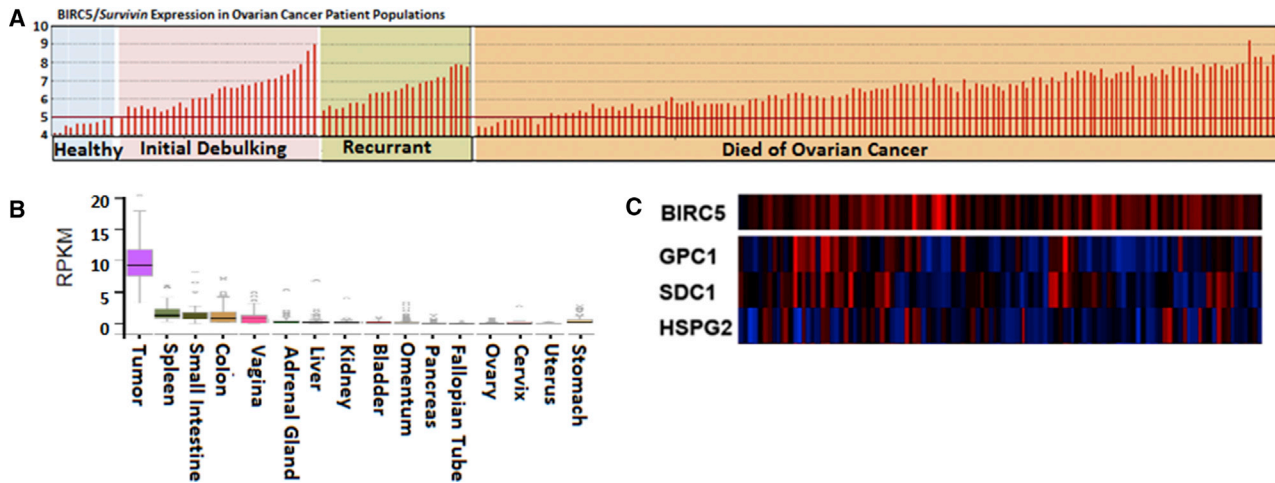 A
BIRC5/Survivin Expression in Ovarian Cancer Patient Populations
10
9
8
7
6
5
4
Healthy
Initial Debulking
Recurrant
Died of Ovarian Cancer
B
RPKM
20
15
10
5
0
Tumor
Spleen
Small Intestine
Colon
Vagina
Adrenal Gland
Liver
Kidney
Bladder
Omentum
Pancreas
Fallopian Tube
Ovary
Cervix
Uterus
Stomach
C
BIRC5
GPC1
SDC1
HSPG2